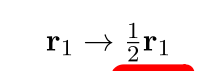 r₁ → ½r₁